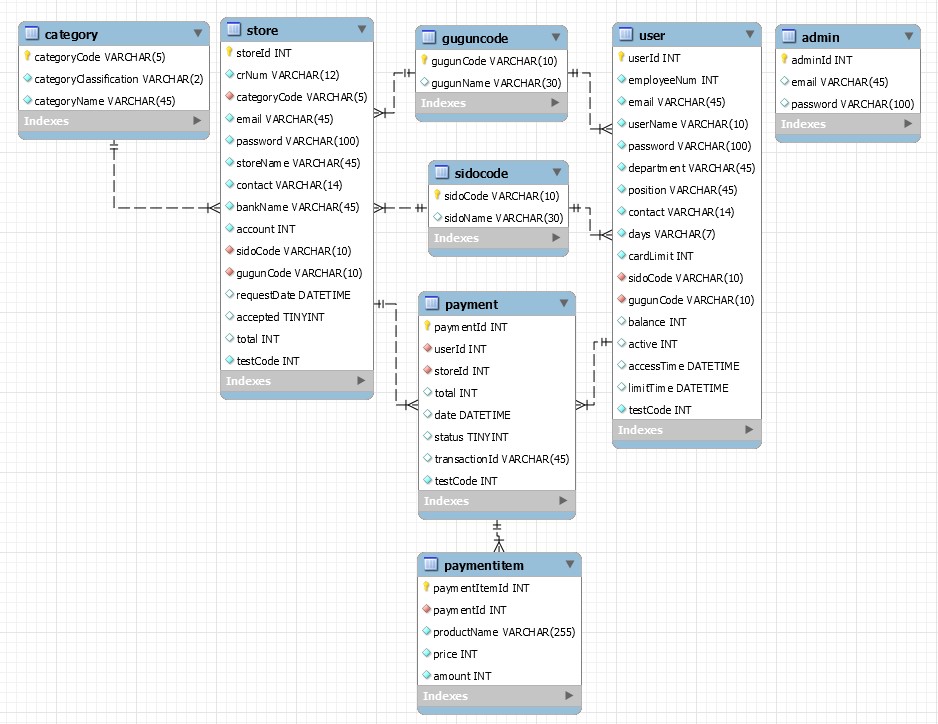 category
categoryCode VARCHAR(5)
categoryClassification VARCHAR(2)
categoryName VARCHAR(45)
Indexes
store
storeId INT
crNum VARCHAR(12)
categoryCode VARCHAR(5)
email VARCHAR(45)
password VARCHAR(100)
storeName VARCHAR(45)
contact VARCHAR(14)
bankName VARCHAR(45)
account INT
sidoCode VARCHAR(10)
gugunCode VARCHAR(10)
requestDate DATETIME
accepted TINYINT
total INT
testCode INT
Indexes
guguncode
gugunCode VARCHAR(10)
gugunName VARCHAR(30)
Indexes
sidocode
sidoCode VARCHAR(10)
sidoName VARCHAR(30)
Indexes
payment
paymentId INT
userId INT
storeId INT
total INT
date DATETIME
status TINYINT
transactionId VARCHAR(45)
testCode INT
Indexes
paymentitem
paymentItemId INT
paymentId INT
productName VARCHAR(255)
price INT
amount INT
Indexes
user
userId INT
employeeNum INT
email VARCHAR(45)
userName VARCHAR(10)
password VARCHAR(100)
department VARCHAR(45)
position VARCHAR(45)
contact VARCHAR(14)
days VARCHAR(7)
cardLimit INT
sidoCode VARCHAR(10)
gugunCode VARCHAR(10)
balance INT
active INT
accessTime DATETIME
limitTime DATETIME
testCode INT
Indexes
admin
adminId INT
email VARCHAR(45)
password VARCHAR(100)
Indexes